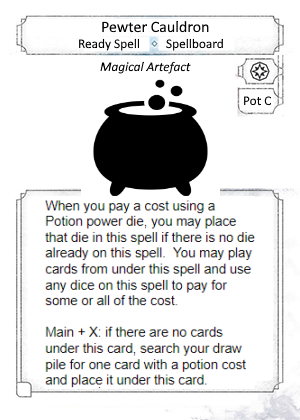 Pewter Cauldron
Ready Spell Spellboard
Magical Artefact
Pot C
When you pay a cost using a
Potion power die, you may place
that die in this spell if there is no die
already on this spell. You may play
cards from under this spell and use
any dice on this spell to pay for
some or all of the cost.
Main + X: if there are no cards
under this card, search your draw
pile for one card with a potion cost
and place it under this card.